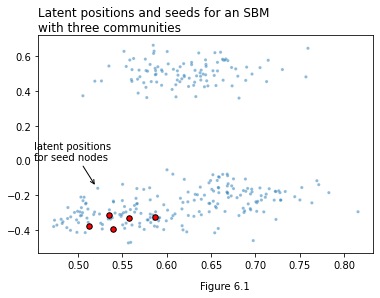 Latent positions and seeds for an SBM
with three communities
0.6
0.4
0.2
0.0
−0.2
−0.4
latent positions
for seed nodes
0.50 0.55 0.60 0.65 0.70 0.75 0.80
Figure 6.1